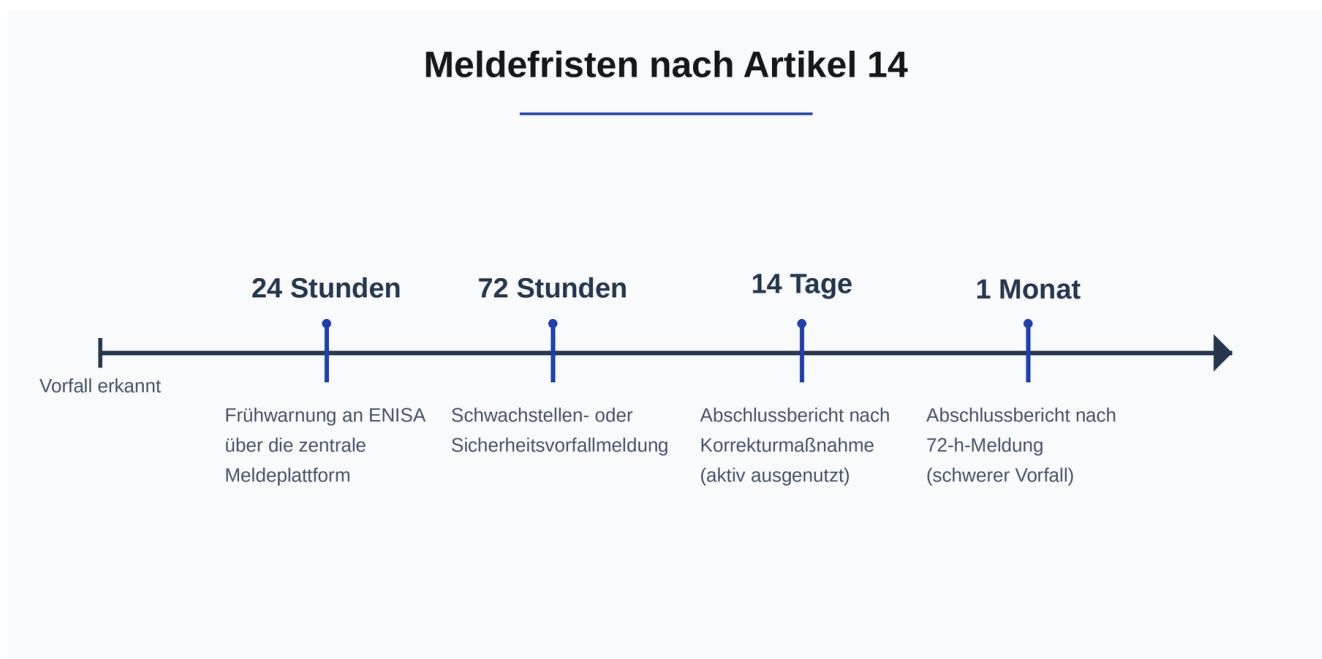 Meldefristen nach Artikel 14
24 Stunden
72 Stunden
14 Tage
1 Monat
Vorfall erkannt
Frühwarnung an ENISA
über die zentrale
Meldeplattform
Schwachstellen- oder
Sicherheitsvorfallmeldung
Abschlussbericht nach
Korrekturmaßnahme
(aktiv ausgenutzt)
Abschlussbericht nach
72-h-Meldung
(schwerer Vorfall)